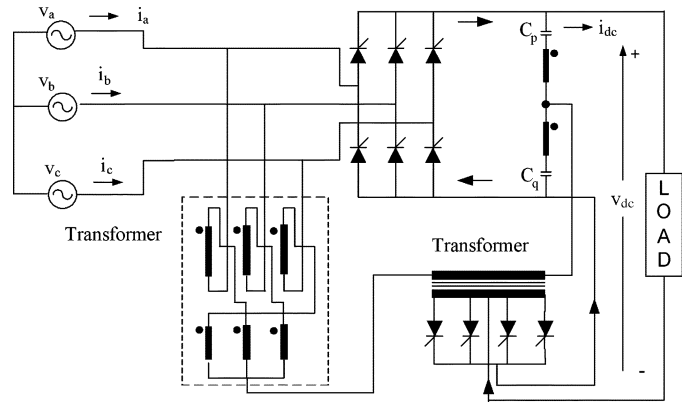 va
ia
vb
ib
vc
ic
Cp
idc
+
Cq
vdc
LOAD
Transformer
Transformer
-